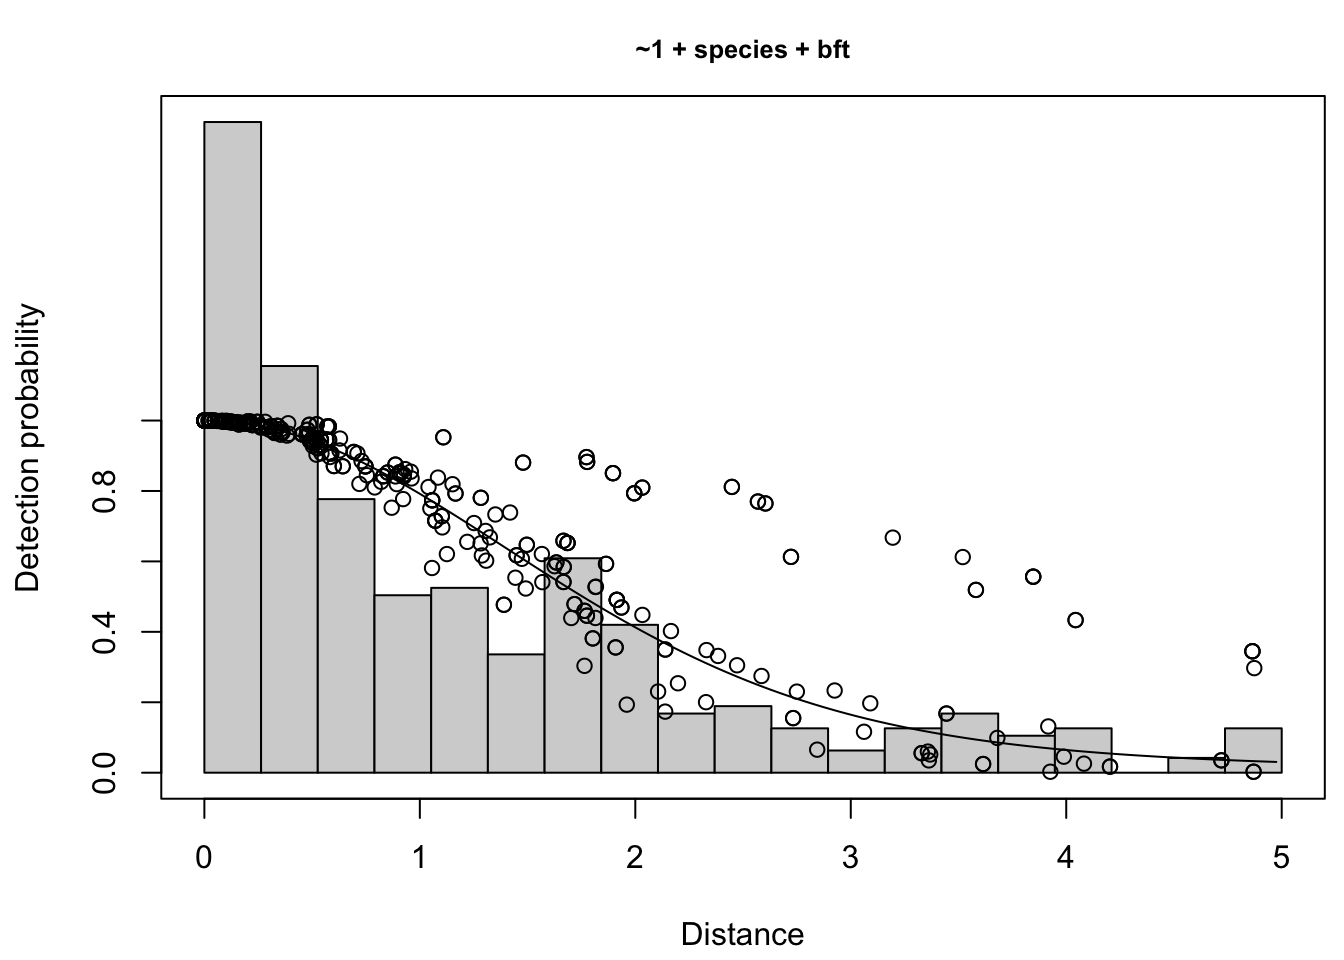 ~1 + species + bft
Detection probability
0.8
0.4
0.0
0 1 2 3 4 5
Distance